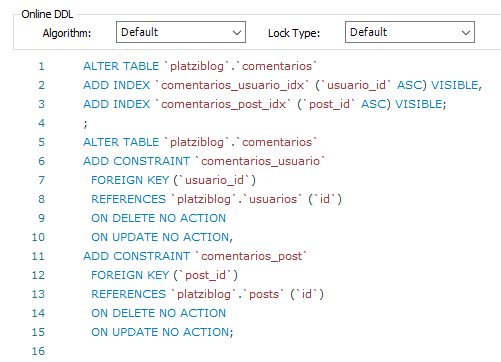 Online DDL
Algorithm: Default Lock Type: Default
1 ALTER TABLE `platziblog`.`comentarios`
2 ADD INDEX `comentarios_usuario_idx` (`usuario_id` ASC) VISIBLE,
3 ADD INDEX `comentarios_post_idx` (`post_id` ASC) VISIBLE;
4 ;
5 ALTER TABLE `platziblog`.`comentarios`
6 ADD CONSTRAINT `comentarios_usuario`
7 FOREIGN KEY (`usuario_id`)
8 REFERENCES `platziblog`.`usuarios` (`id`)
9 ON DELETE NO ACTION
10 ON UPDATE NO ACTION,
11 ADD CONSTRAINT `comentarios_post`
12 FOREIGN KEY (`post_id`)
13 REFERENCES `platziblog`.`posts` (`id`)
14 ON DELETE NO ACTION
15 ON UPDATE NO ACTION;
16